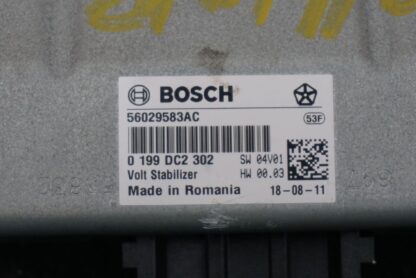 BOSCH
56029583AC
53F
0 199 DC2 302 SW 04V01
Volt Stabilizer HW 00.03
Made in Romania 18-08-11